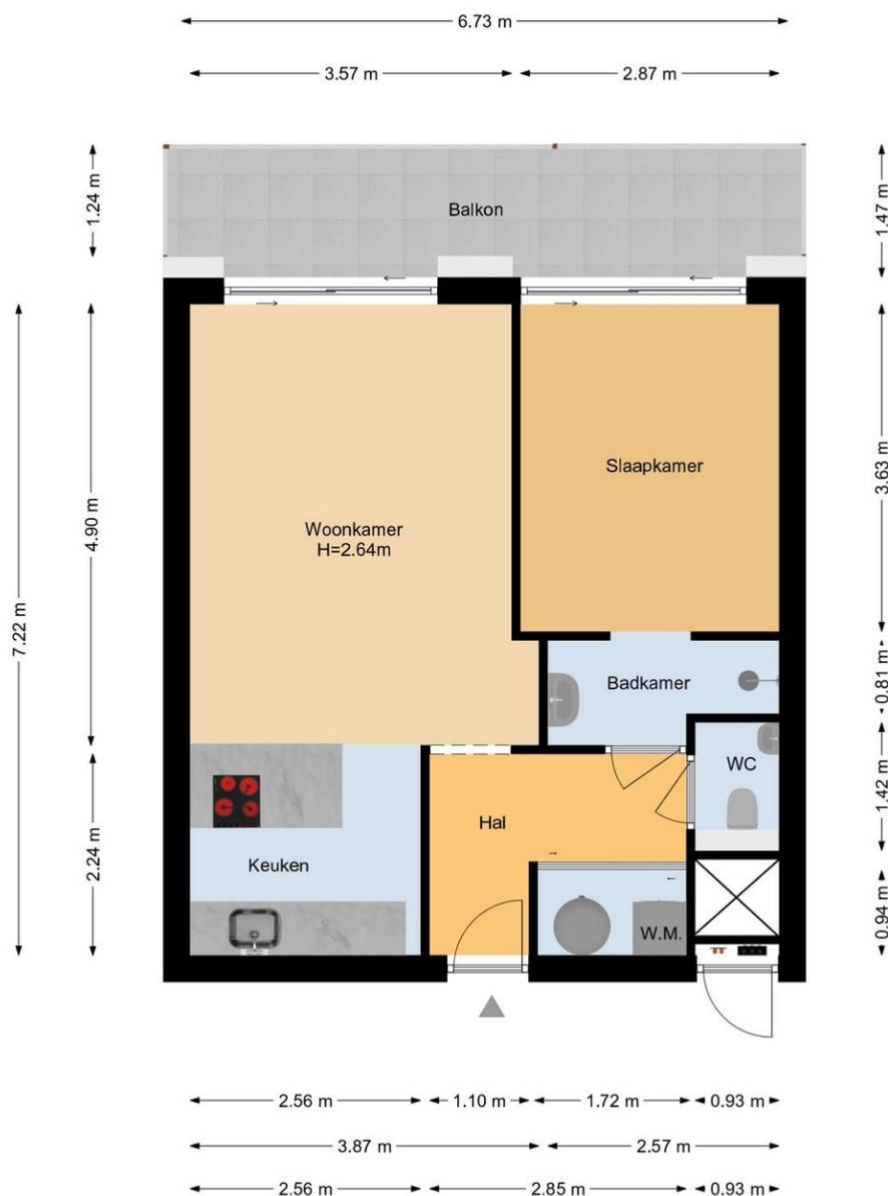 6.73 m
3.57 m
2.87 m
1.24 m
1.47 m
Balkon
7.22 m
4.90 m
3.63 m
Slaapkamer
Woonkamer
H=2.64m
0.81 m
Badkamer
WC
1.42 m
Hal
2.24 m
Keuken
0.94 m
W.M.
2.56 m
1.10 m
1.72 m
0.93 m
3.87 m
2.57 m
2.56 m
2.85 m
0.93 m